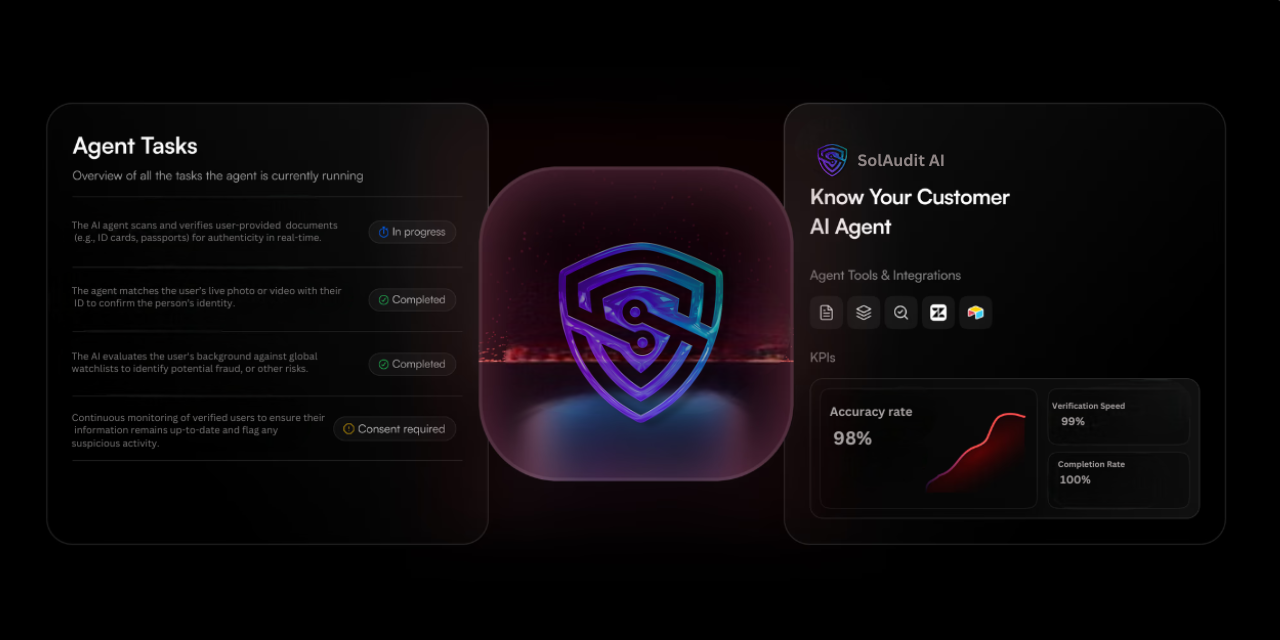 Agent Tasks
Overview of all the tasks the agent is currently running
The AI agent scans and verifies user-provided documents
(e.g., ID cards, passports) for authenticity in real-time.
In progress
The agent matches the user's live photo or video with their
ID to confirm the person's identity.
Completed
The AI evaluates the user's background against global
watchlists to identify potential fraud, or other risks.
Completed
Continuous monitoring of verified users to ensure their
information remains up-to-date and flag any
suspicious activity.
Consent required
SolAudit AI
Know Your Customer
AI Agent
Agent Tools & Integrations
KPIs
Accuracy rate
98%
Verification Speed
99%
Completion Rate
100%